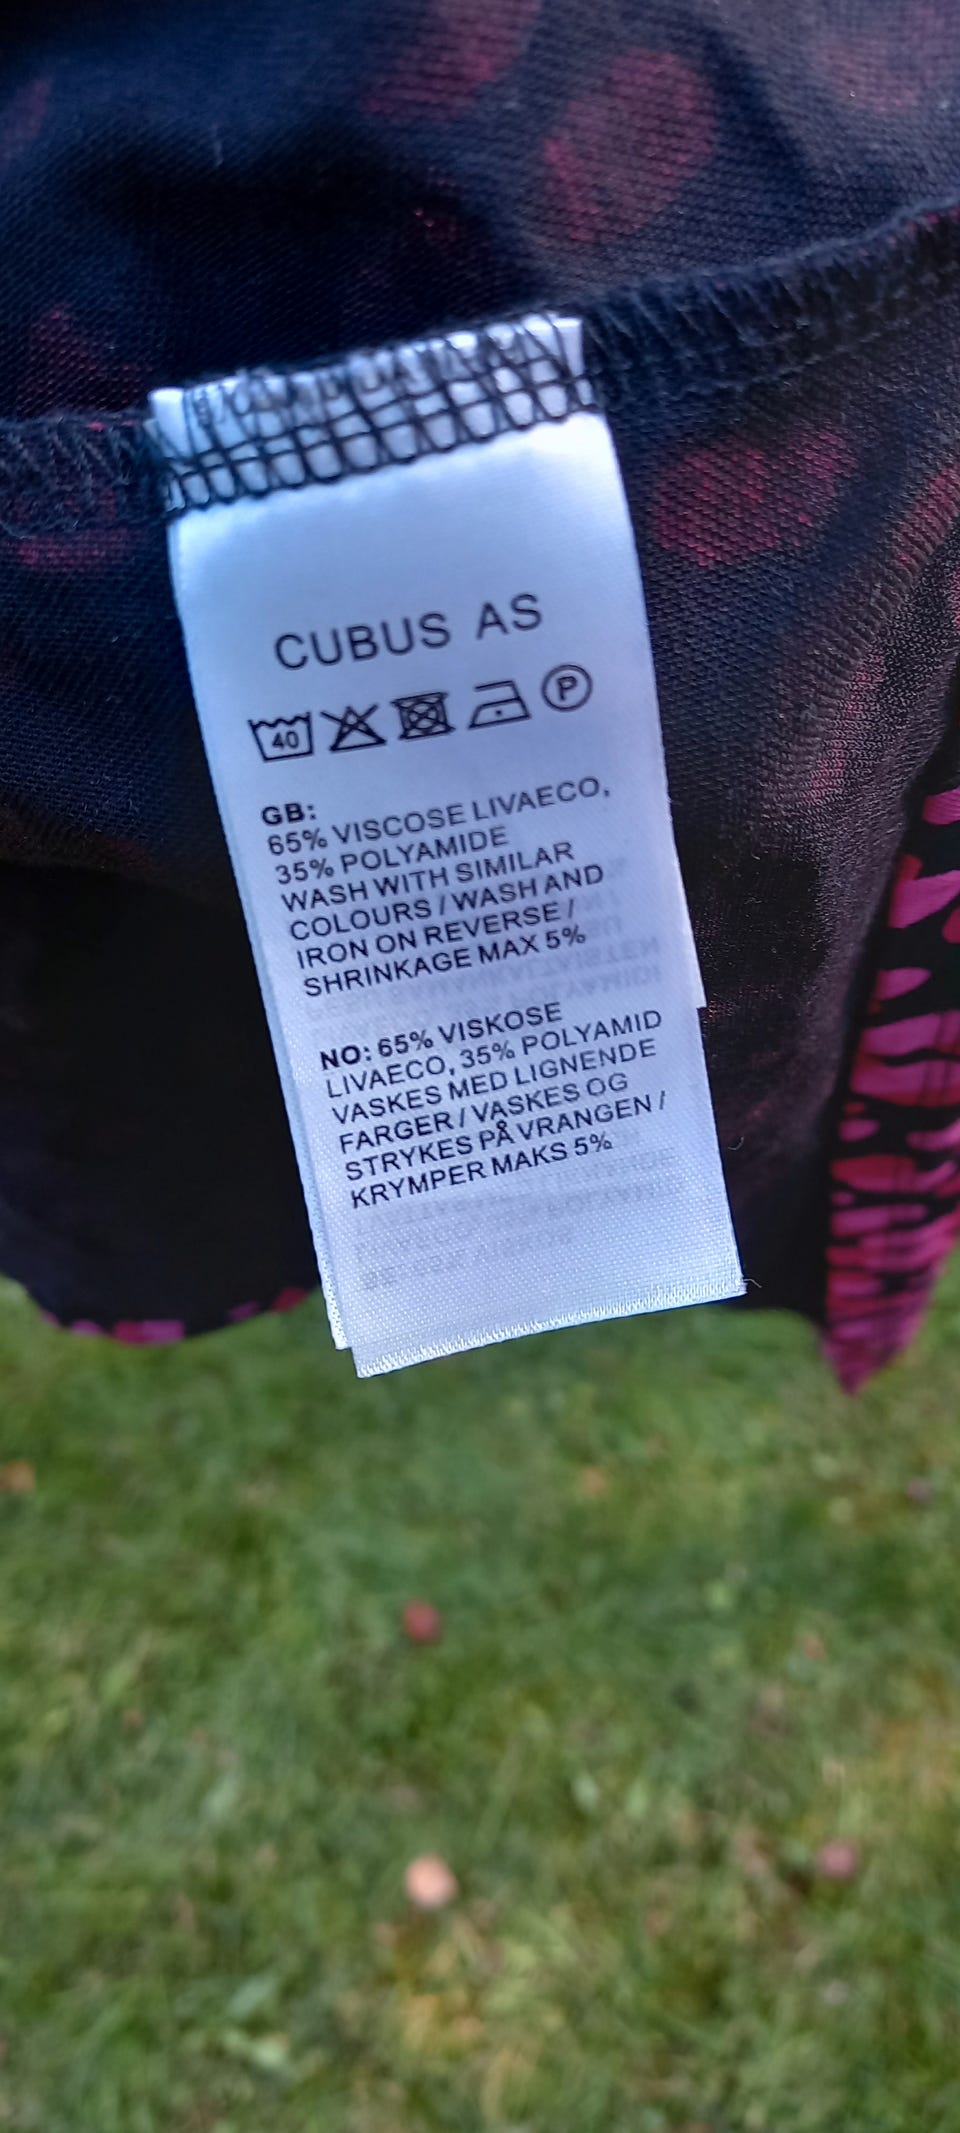 CUBUS AS
40 P
GB:
65% VISCOSE LIVAECO,
35% POLYAMIDE
WASH WITH SIMILAR
COLOURS / WASH AND
IRON ON REVERSE /
SHRINKAGE MAX 5%
NO: 65% VISKOSE
LIVAECO, 35% POLYAMID
VASKES MED LIGNENDE
FARGER / VASKES OG
STRYKES PÅ VRANGEN /
KRYMPER MAKS 5%